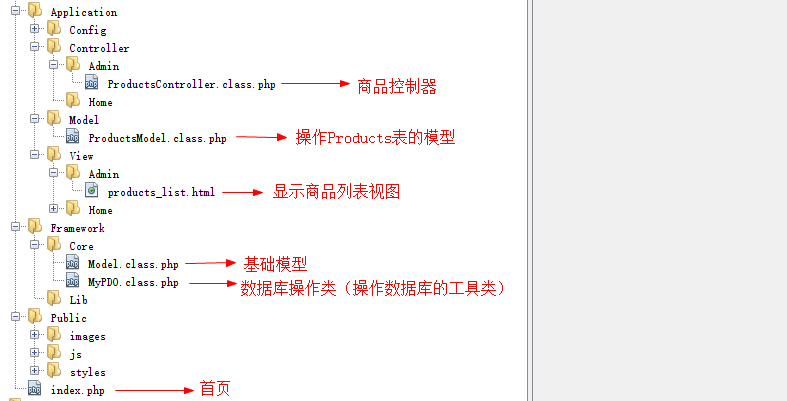 Application
Config
Controller
Admin
ProductsController.class.php 商品控制器
Home
Model
ProductsModel.class.php 操作Products表的模型
View
Admin
products_list.html 显示商品列表视图
Home
Framework
Core
Model.class.php 基础模型
MyPDO.class.php 数据库操作类（操作数据库的工具类）
Lib
Public
images
js
styles
index.php 首页